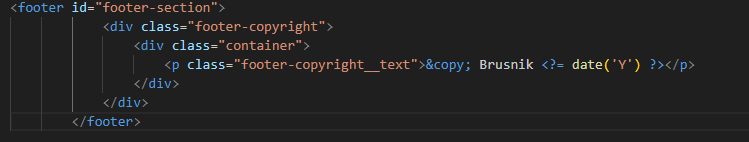 <footer id="footer-section">
<div class="footer-copyright">
<div class="container">
<p class="footer-copyright__text">&copy; Brusnik <?= date('Y') ?></p>
</div>
</div>
</footer>